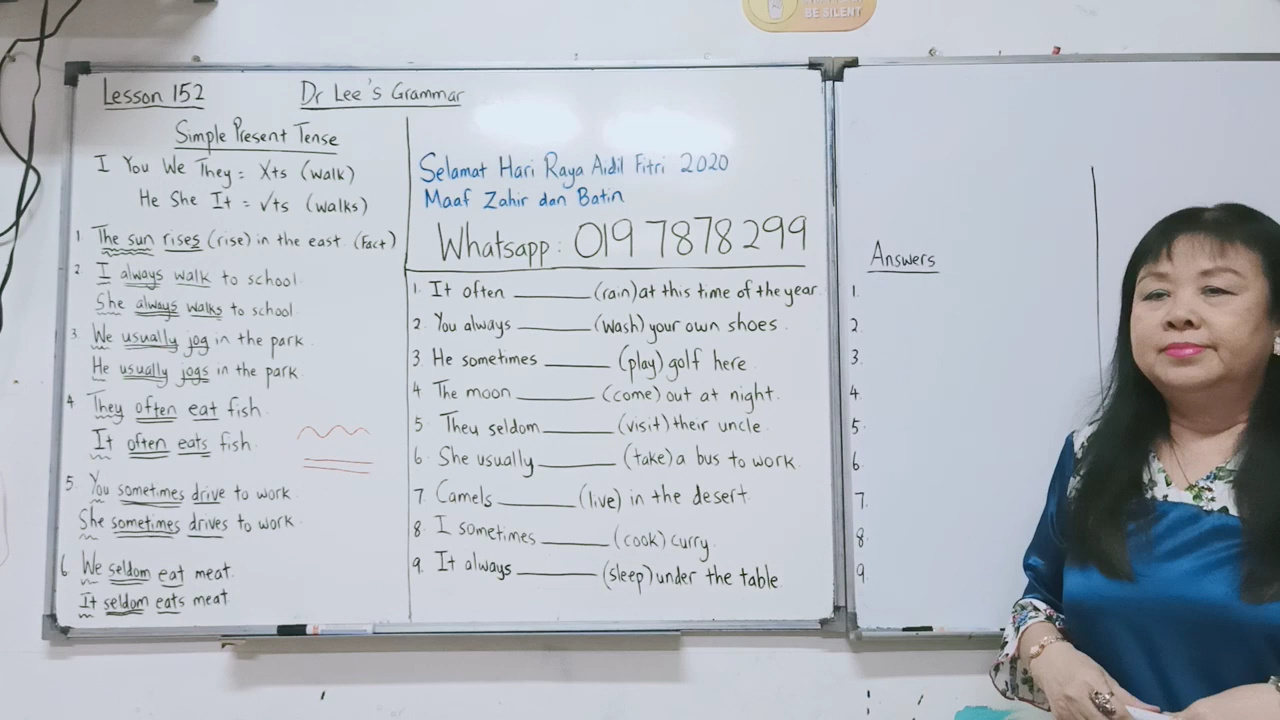 BE SILENT
Lesson 152
Dr Lee's Grammar
Simple Present Tense
I You We They = Xts (walk)
He She It = √ts (walks)
1 The sun rises (rise) in the east. (Fact)
2. I always walk to school.
She always walks to school.
3. We usually jog in the park.
He usually jogs in the park.
4 They often eat fish.
It often eats fish.
5. You sometimes drive to work.
She sometimes drives to work.
6. We seldom eat meat.
It seldom eats meat
Selamat Hari Raya Aidil Fitri 2020
Maaf Zahir dan Batin
Whatsapp: 019 7878 299
1. It often ______ (rain) at this time of the year.
2. You always ______ (wash) your own shoes.
3. He sometimes ______ (play) golf here.
4 The moon ______ (come) out at night.
5. They seldom ______ (visit) their uncle.
6. She usually ______ (take) a bus to work.
7. Camels ______ (live) in the desert.
8. I sometimes ______ (cook) curry.
9. It always ______ (sleep) under the table
Answers
1.
2.
3.
4.
5.
6.
7.
8.
9.